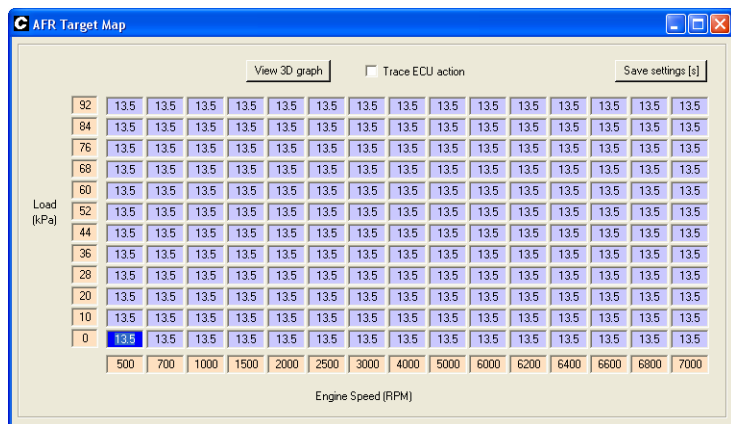 C AFR Target Map
View 3D graph Trace ECU action Save settings [s]
92 13.5 13.5 13.5 13.5 13.5 13.5 13.5 13.5 13.5 13.5 13.5 13.5 13.5 13.5 13.5
84 13.5 13.5 13.5 13.5 13.5 13.5 13.5 13.5 13.5 13.5 13.5 13.5 13.5 13.5 13.5
76 13.5 13.5 13.5 13.5 13.5 13.5 13.5 13.5 13.5 13.5 13.5 13.5 13.5 13.5 13.5
68 13.5 13.5 13.5 13.5 13.5 13.5 13.5 13.5 13.5 13.5 13.5 13.5 13.5 13.5 13.5
60 13.5 13.5 13.5 13.5 13.5 13.5 13.5 13.5 13.5 13.5 13.5 13.5 13.5 13.5 13.5
Load
(kPa)
52 13.5 13.5 13.5 13.5 13.5 13.5 13.5 13.5 13.5 13.5 13.5 13.5 13.5 13.5 13.5
44 13.5 13.5 13.5 13.5 13.5 13.5 13.5 13.5 13.5 13.5 13.5 13.5 13.5 13.5 13.5
36 13.5 13.5 13.5 13.5 13.5 13.5 13.5 13.5 13.5 13.5 13.5 13.5 13.5 13.5 13.5
28 13.5 13.5 13.5 13.5 13.5 13.5 13.5 13.5 13.5 13.5 13.5 13.5 13.5 13.5 13.5
20 13.5 13.5 13.5 13.5 13.5 13.5 13.5 13.5 13.5 13.5 13.5 13.5 13.5 13.5 13.5
10 13.5 13.5 13.5 13.5 13.5 13.5 13.5 13.5 13.5 13.5 13.5 13.5 13.5 13.5 13.5
0 13.5 13.5 13.5 13.5 13.5 13.5 13.5 13.5 13.5 13.5 13.5 13.5 13.5 13.5 13.5
500 700 1000 1500 2000 2500 3000 4000 5000 6000 6200 6400 6600 6800 7000
Engine Speed (RPM)